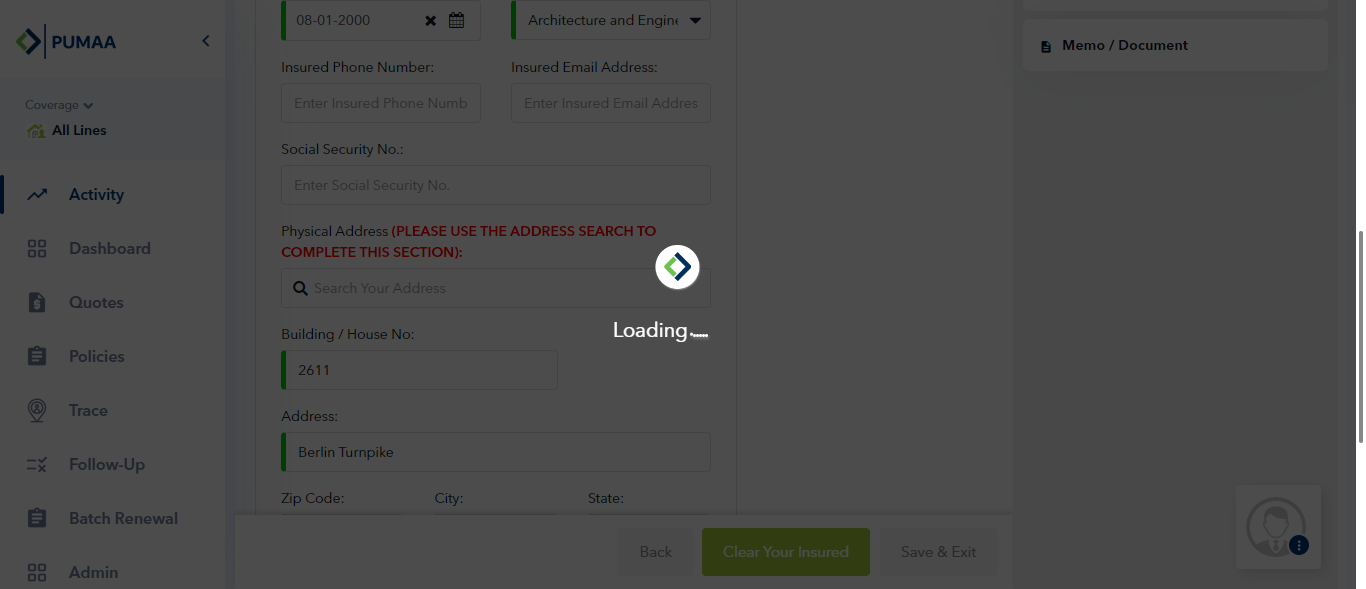 PUMAA
Coverage
All Lines
Activity
Dashboard
Quotes
Policies
Trace
Follow-Up
Batch Renewal
Admin
08-01-2000
Architecture and Engine
Insured Phone Number:
Insured Email Address:
Enter Insured Phone Numb
Enter Insured Email Addres
Social Security No.:
Enter Social Security No.
Physical Address (PLEASE USE THE ADDRESS SEARCH TO
COMPLETE THIS SECTION):
Search Your Address
Loading......
Building / House No:
2611
Address:
Berlin Turnpike
Zip Code:
City:
State:
Back
Clear Your Insured
Save & Exit
Memo / Document